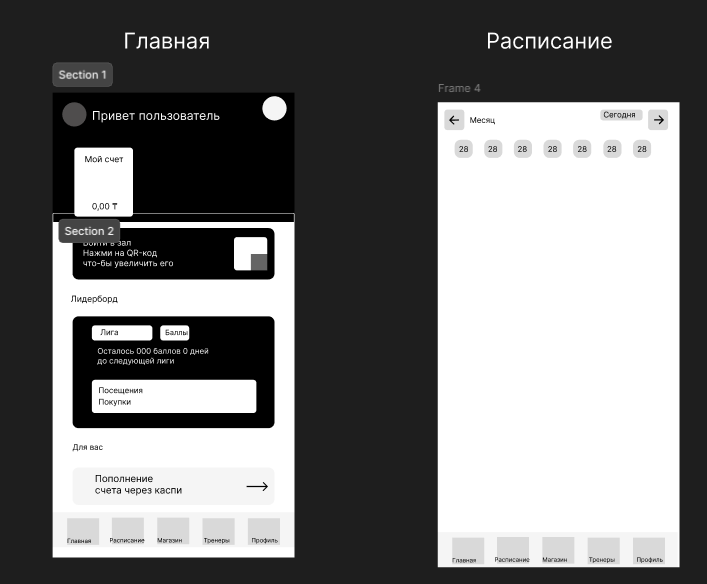 Главная
Section 1
Привет пользователь
Мой счет
0,00 ₸
Section 2
Войти в зал
Нажми на QR-код
что-бы увеличить его
Лидерборд
Лига
Баллы
Осталось 000 баллов 0 дней
до следующей лиги
Посещения
Покупки
Для вас
Пополнение
счета через каспи
Главная
Расписание
Магазин
Тренеры
Профиль
Расписание
Frame 4
Месяц
Сегодня
28 28 28 28 28 28 28
Главная
Расписание
Магазин
Тренеры
Профиль